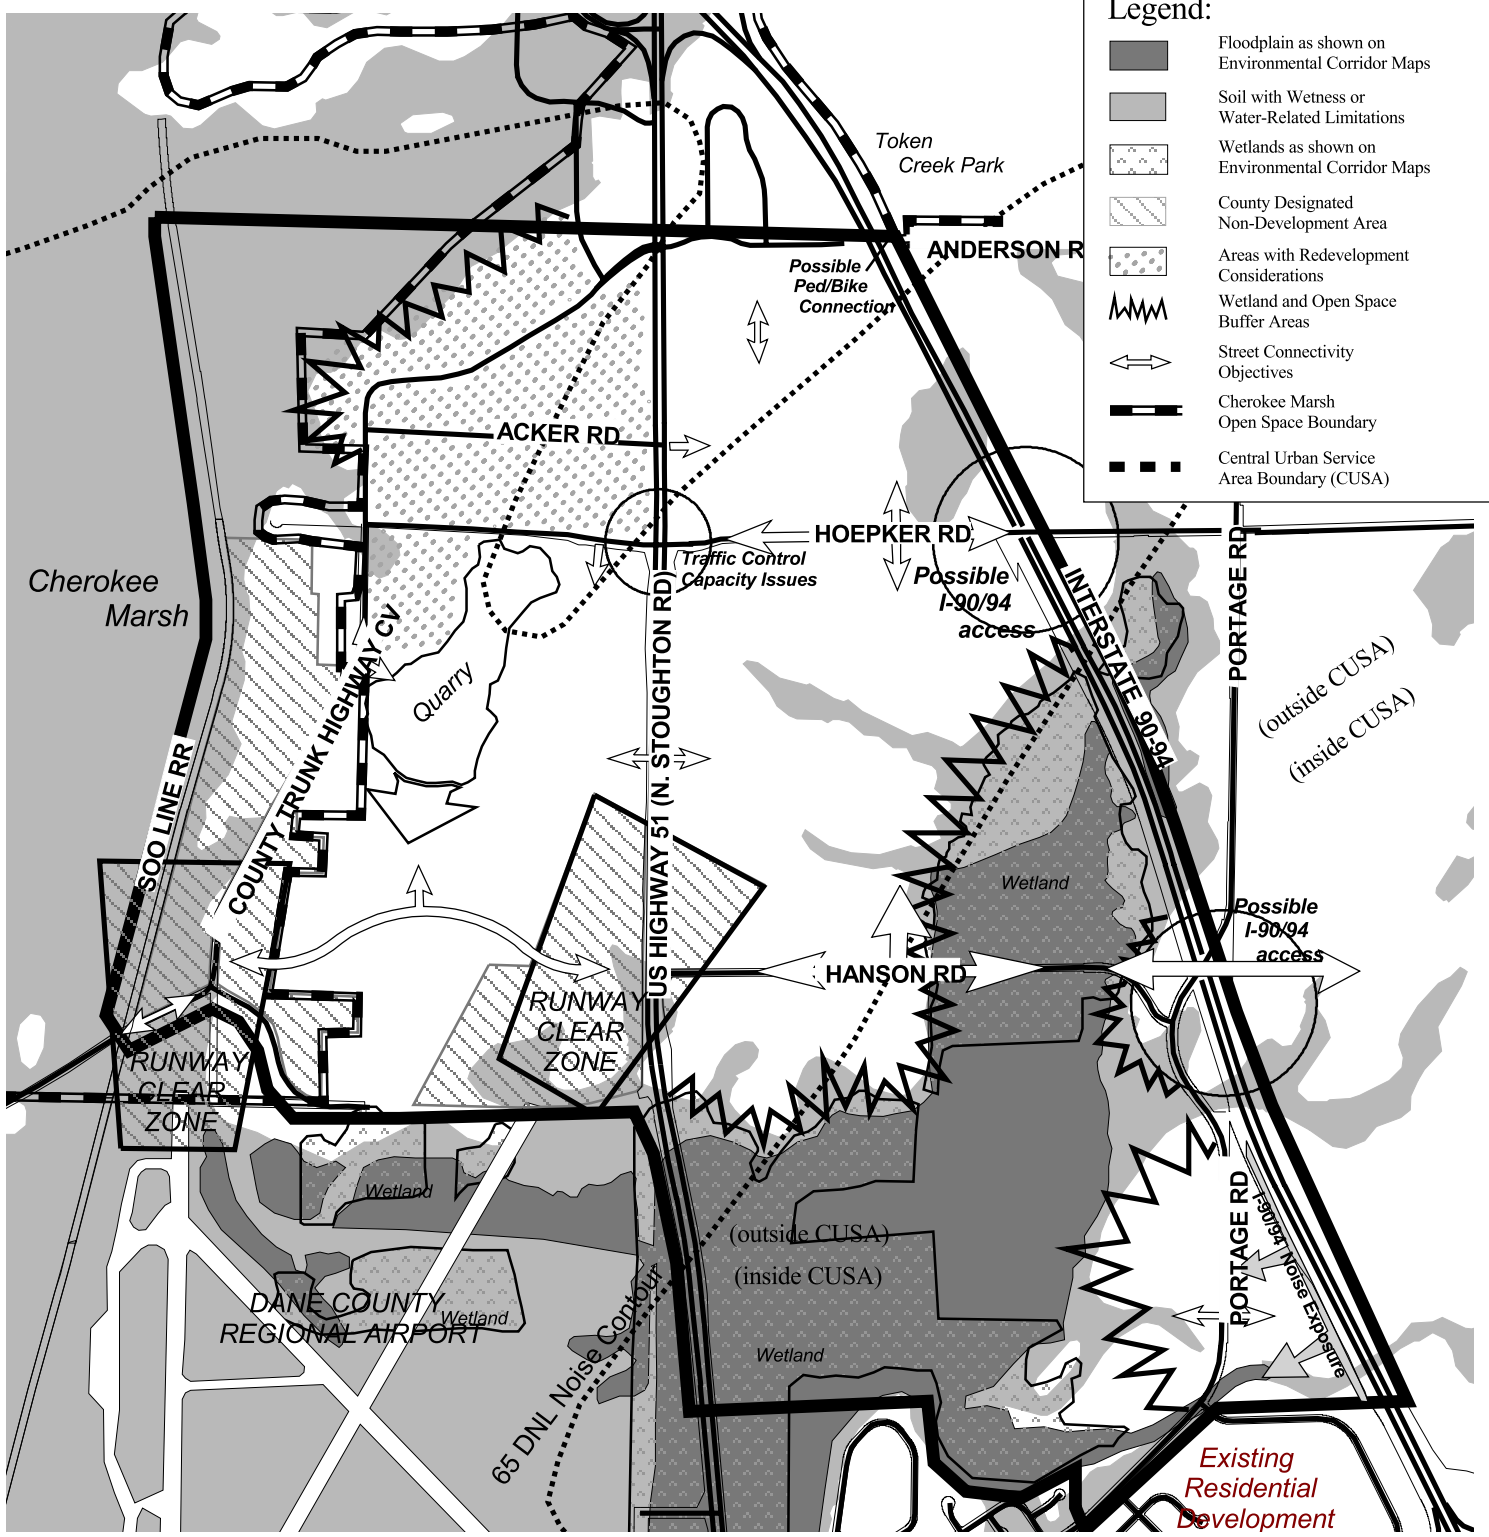 Legend:
Floodplain as shown on
Environmental Corridor Maps
Soil with Wetness or
Water-Related Limitations
Wetlands as shown on
Environmental Corridor Maps
County Designated
Non-Development Area
Areas with Redevelopment
Considerations
Wetland and Open Space
Buffer Areas
Street Connectivity
Objectives
Cherokee Marsh
Open Space Boundary
Central Urban Service
Area Boundary (CUSA)
Token
Creek Park
ANDERSON R
Possible
Ped/Bike
Connection
ACKER RD
HOEPKER RD
Traffic Control
Capacity Issues
Possible
I-90/94
access
Cherokee
Marsh
INTERSTATE 90-94
PORTAGE RD
(outside CUSA)
(inside CUSA)
COUNTY TRUNK HIGHWAY CV
Quarry
US HIGHWAY 51 (N. STOUGHTON RD)
SOO LINE RR
Wetland
Possible
I-90/94
access
HANSON RD
RUNWAY
CLEAR
ZONE
RUNWAY
CLEAR
ZONE
Wetland
(outside CUSA)
(inside CUSA)
PORTAGE RD
I-90/94 Noise Exposure
DANE COUNTY
REGIONAL AIRPORT
Wetland
Wetland
65 DNL Noise Contour
Existing
Residential
Development